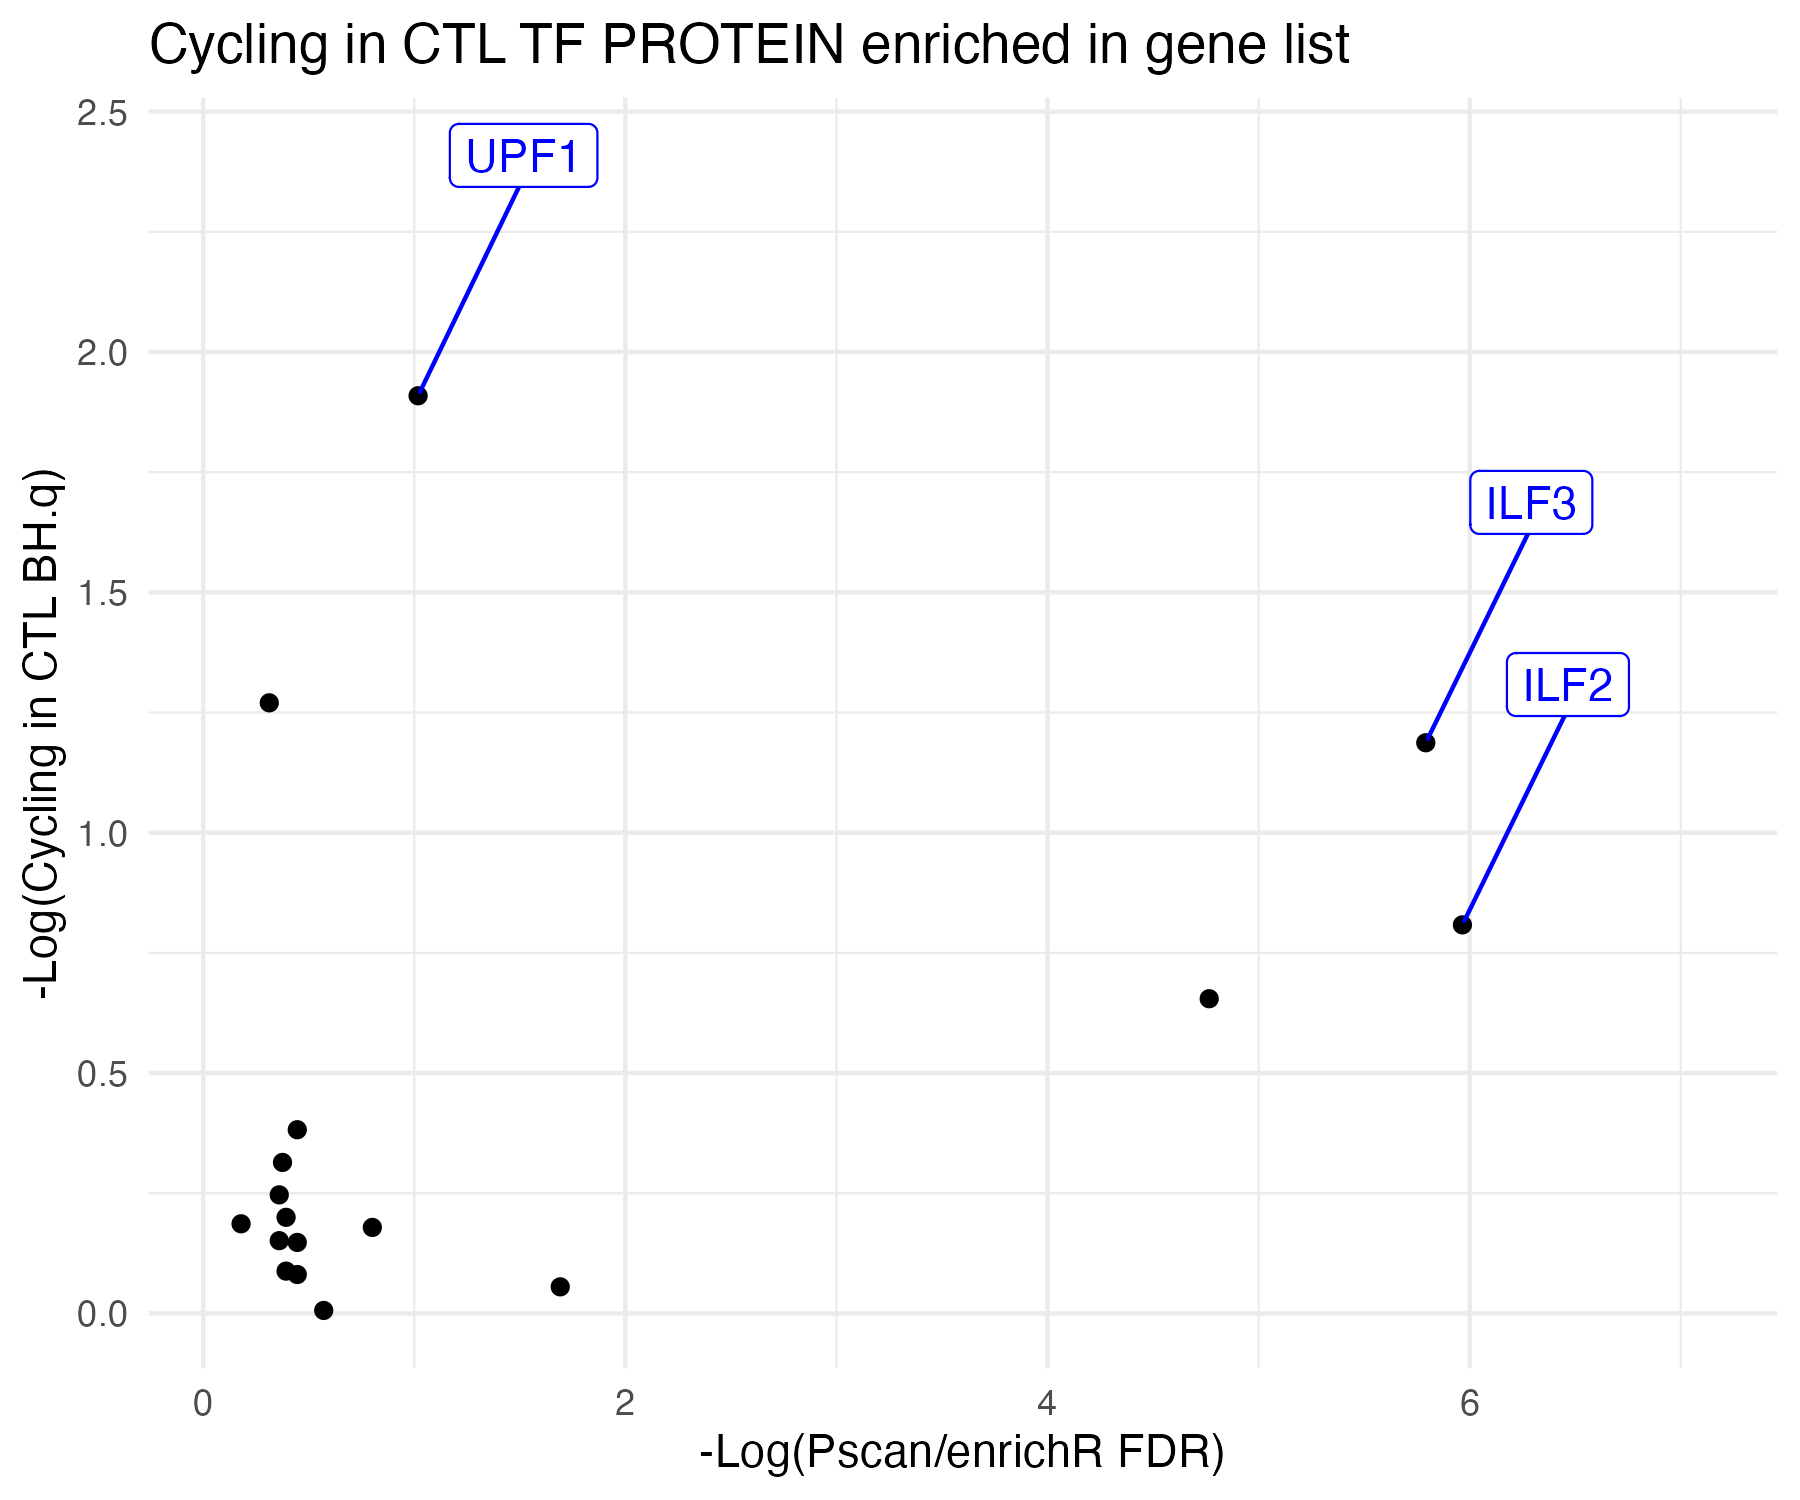 Cycling in CTL TF PROTEIN enriched in gene list
2.5
UPF1
2.0
ILF3
1.5
ILF2
1.0
0.5
0.0
-Log(Cycling in CTL BH.q)
0 2 4 6
-Log(Pscan/enrichR FDR)